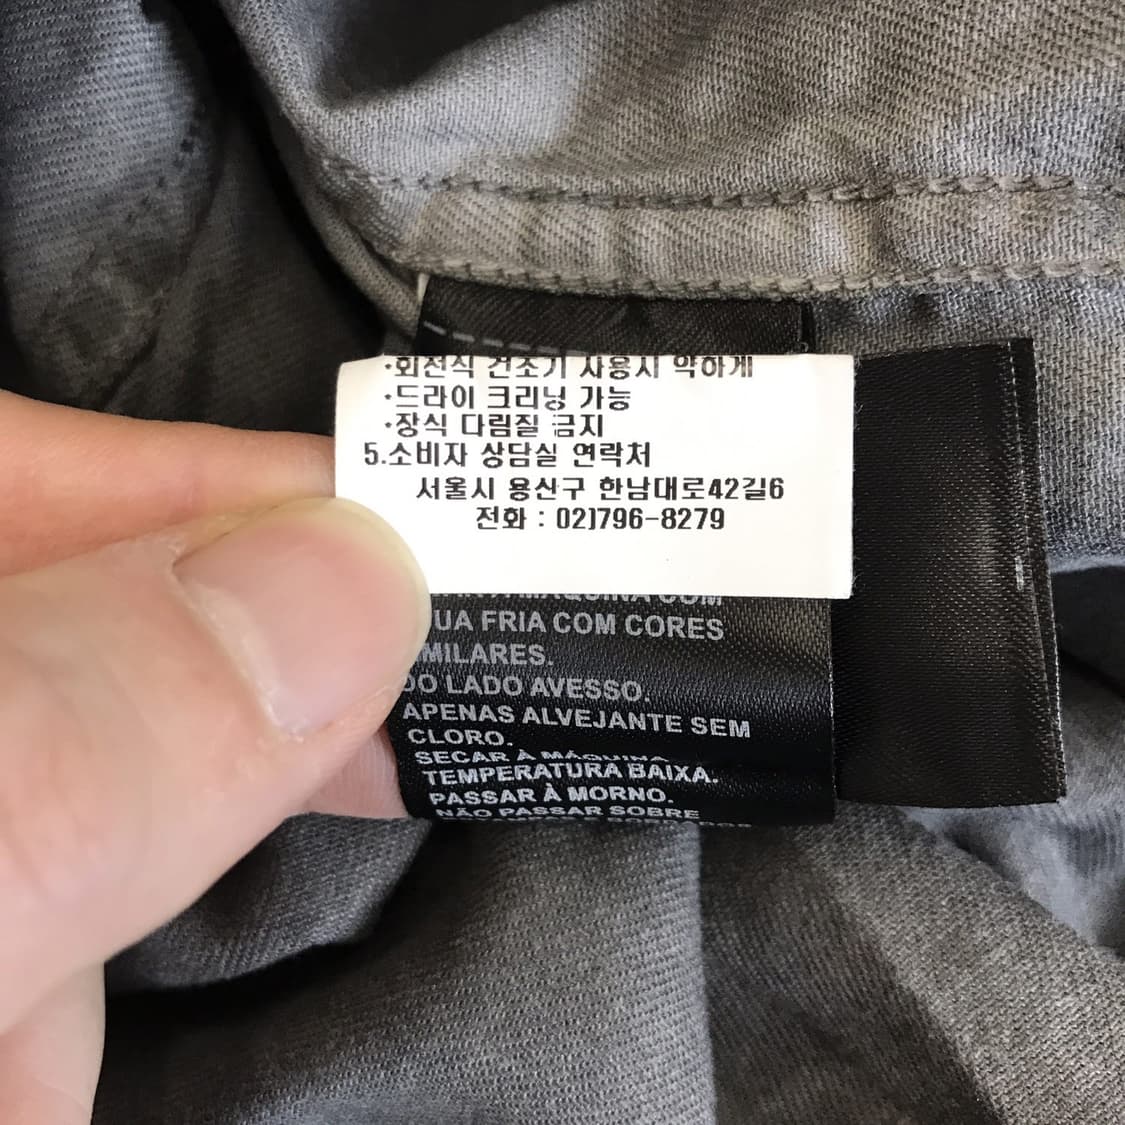 ·회전식 건조기 사용시 약하게
·드라이 크리닝 가능
·장식 다림질 금지
5.소비자 상담실 연락처
서울시 용산구 한남대로42길6
전화 : 02)796-8279
MÁQUINA COM
UA FRIA COM CORES
MILARES.
DO LADO AVESSO.
APENAS ALVEJANTE SEM
CLORO.
SECAR À MÁQUINA
TEMPERATURA BAIXA.
PASSAR À MORNO.
NÃO PASSAR SOBRE